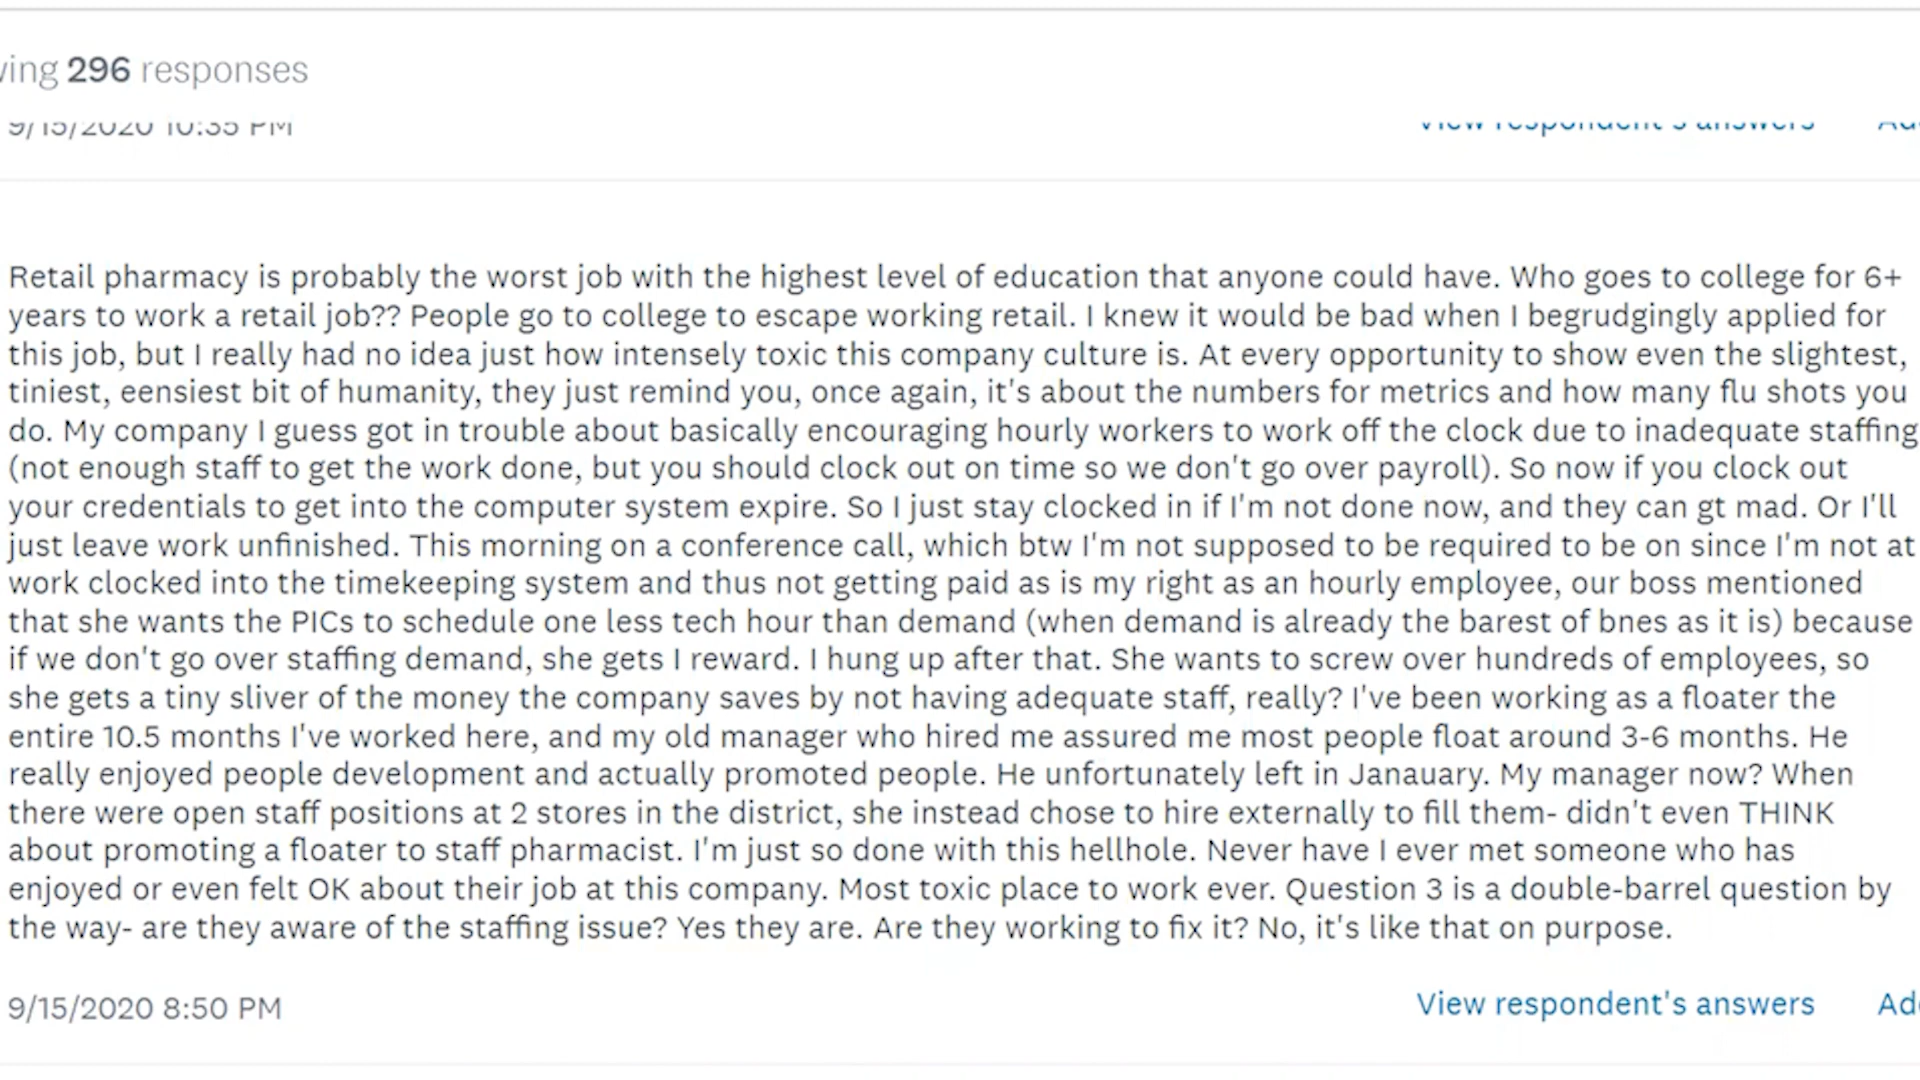 wing 296 responses
9/15/2020 10:35 PM View respondent's answers
Retail pharmacy is probably the worst job with the highest level of education that anyone could have. Who goes to college for 6+
years to work a retail job?? People go to college to escape working retail. I knew it would be bad when I begrudgingly applied for
this job, but I really had no idea just how intensely toxic this company culture is. At every opportunity to show even the slightest,
tiniest, eensiest bit of humanity, they just remind you, once again, it's about the numbers for metrics and how many flu shots you
do. My company I guess got in trouble about basically encouraging hourly workers to work off the clock due to inadequate staffing
(not enough staff to get the work done, but you should clock out on time so we don't go over payroll). So now if you clock out
your credentials to get into the computer system expire. So I just stay clocked in if I'm not done now, and they can gt mad. Or I'll
just leave work unfinished. This morning on a conference call, which btw I'm not supposed to be required to be on since I'm not at
work clocked into the timekeeping system and thus not getting paid as is my right as an hourly employee, our boss mentioned
that she wants the PICs to schedule one less tech hour than demand (when demand is already the barest of bnes as it is) because
if we don't go over staffing demand, she gets I reward. I hung up after that. She wants to screw over hundreds of employees, so
she gets a tiny sliver of the money the company saves by not having adequate staff, really? I've been working as a floater the
entire 10.5 months I've worked here, and my old manager who hired me assured me most people float around 3-6 months. He
really enjoyed people development and actually promoted people. He unfortunately left in Janauary. My manager now? When
there were open staff positions at 2 stores in the district, she instead chose to hire externally to fill them- didn't even THINK
about promoting a floater to staff pharmacist. I'm just so done with this hellhole. Never have I ever met someone who has
enjoyed or even felt OK about their job at this company. Most toxic place to work ever. Question 3 is a double-barrel question by
the way- are they aware of the staffing issue? Yes they are. Are they working to fix it? No, it's like that on purpose.
9/15/2020 8:50 PM View respondent's answers